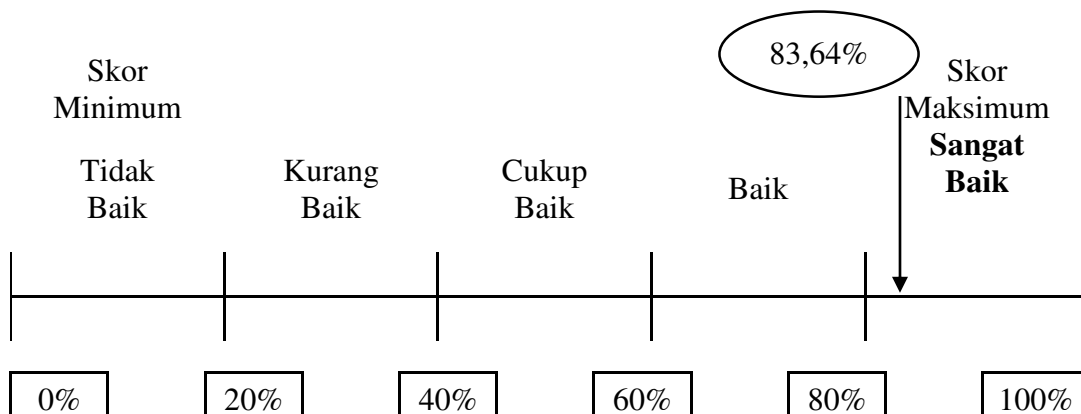 83,64%
Skor
Minimum
Skor
Maksimum
Tidak
Baik
Kurang
Baik
Cukup
Baik
Baik
Sangat
Baik
0%
20%
40%
60%
80%
100%